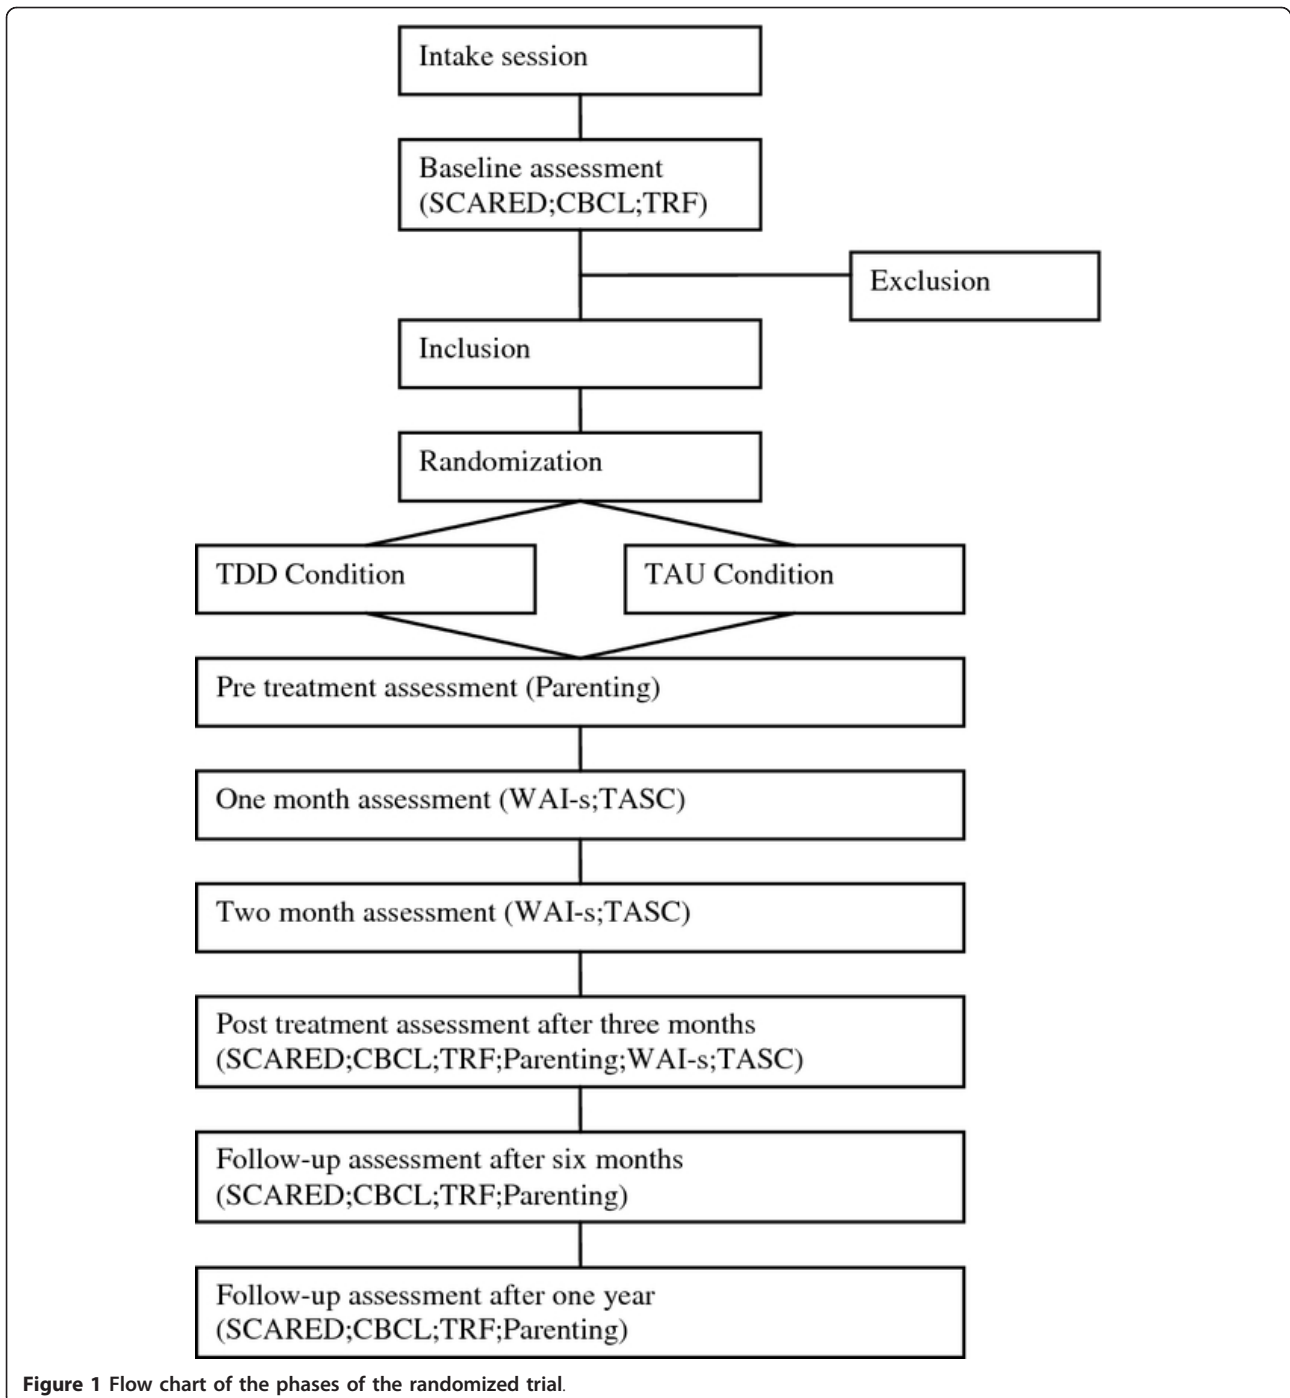 Intake session
Baseline assessment
(SCARED;CBCL;TRF)
Exclusion
Inclusion
Randomization
TDD Condition
TAU Condition
Pre treatment assessment (Parenting)
One month assessment (WAI-s;TASC)
Two month assessment (WAI-s;TASC)
Post treatment assessment after three months
(SCARED;CBCL;TRF;Parenting;WAI-s;TASC)
Follow-up assessment after six months
(SCARED;CBCL;TRF;Parenting)
Follow-up assessment after one year
(SCARED;CBCL;TRF;Parenting)
Figure 1 Flow chart of the phases of the randomized trial.